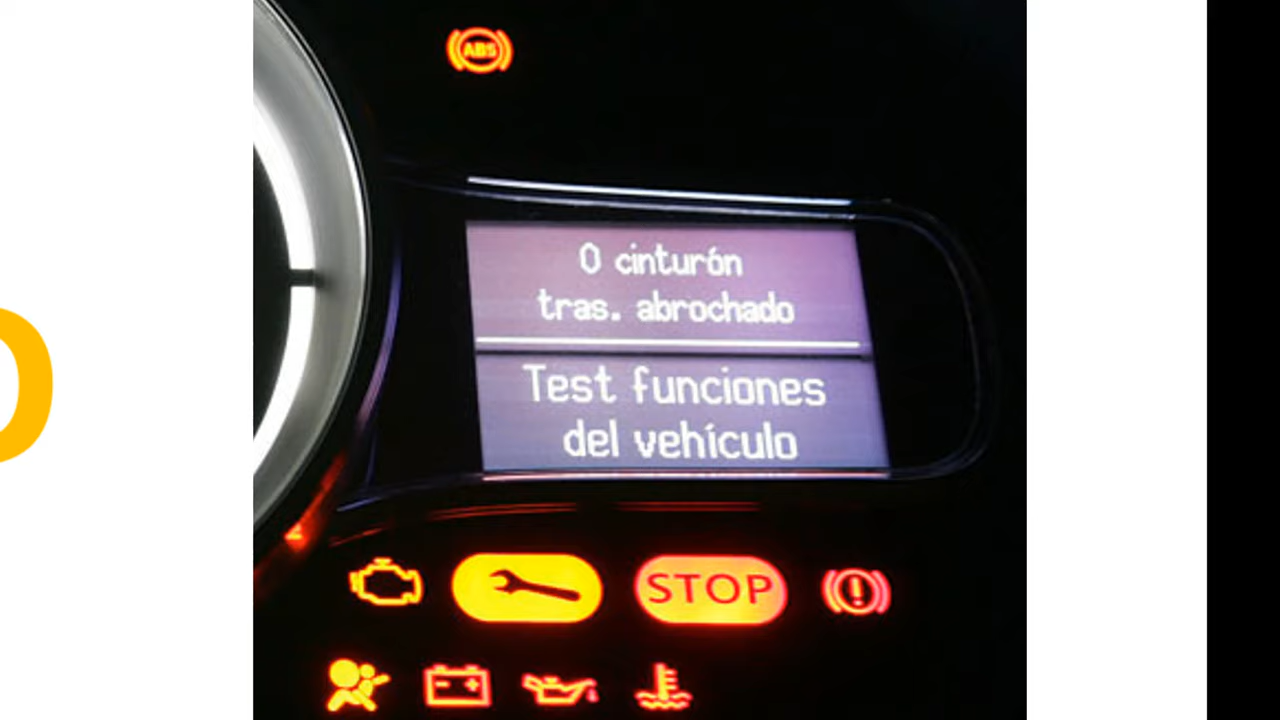 ABS
0 cinturón
tras. abrochado
Test funciones
del vehículo
STOP